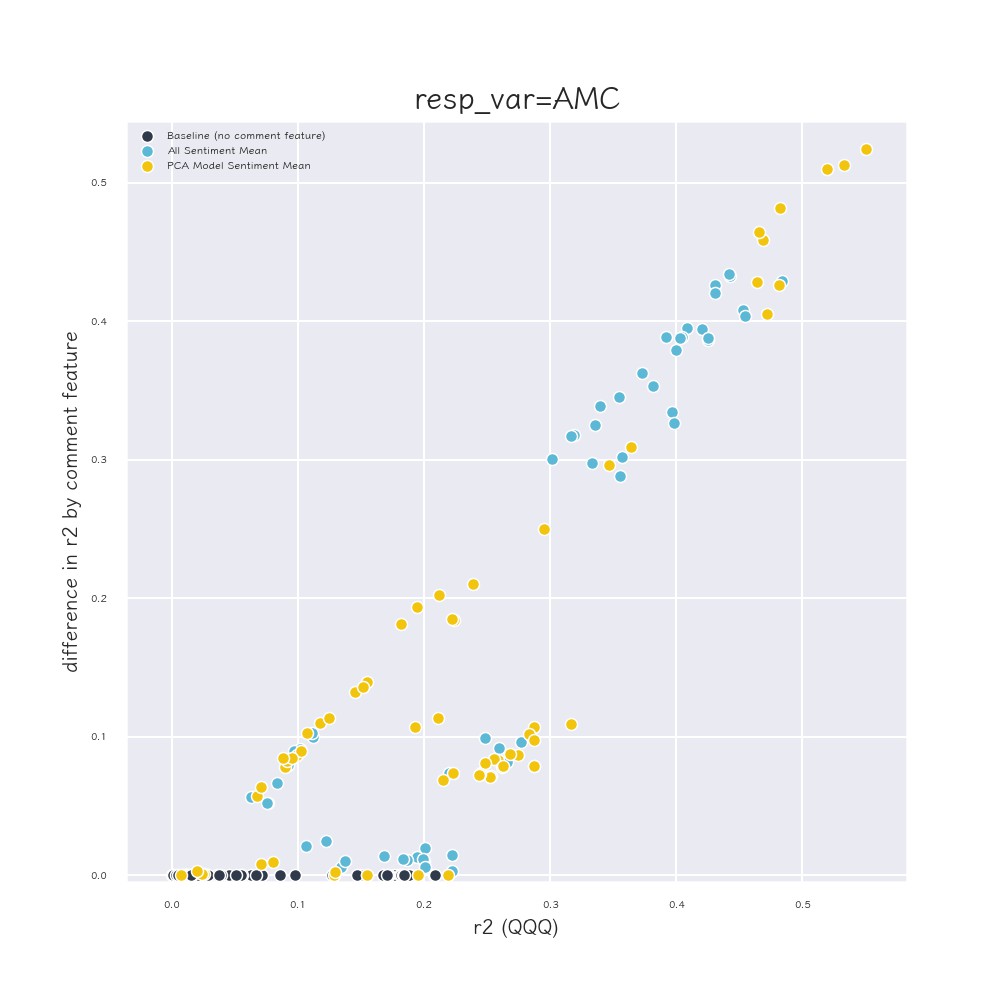 resp_var=AMC
Baseline (no comment feature)
All Sentiment Mean
PCA Model Sentiment Mean
difference in r2 by comment feature
0.5
0.4
0.3
0.2
0.1
0.0
0.0 0.1 0.2 0.3 0.4 0.5
r2 (QQQ)